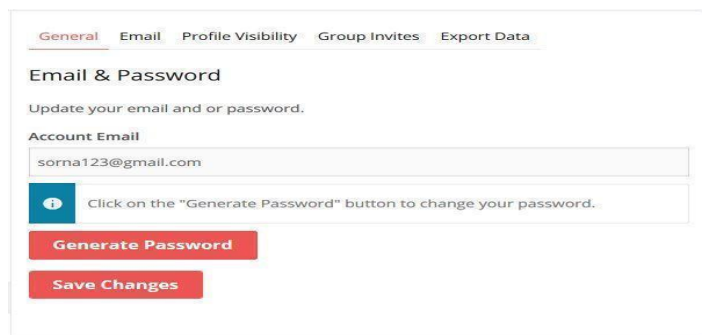 General Email Profile Visibility Group Invites Export Data
Email & Password
Update your email and or password.
Account Email
sorna123@gmail.com
Click on the "Generate Password" button to change your password.
Generate Password
Save Changes